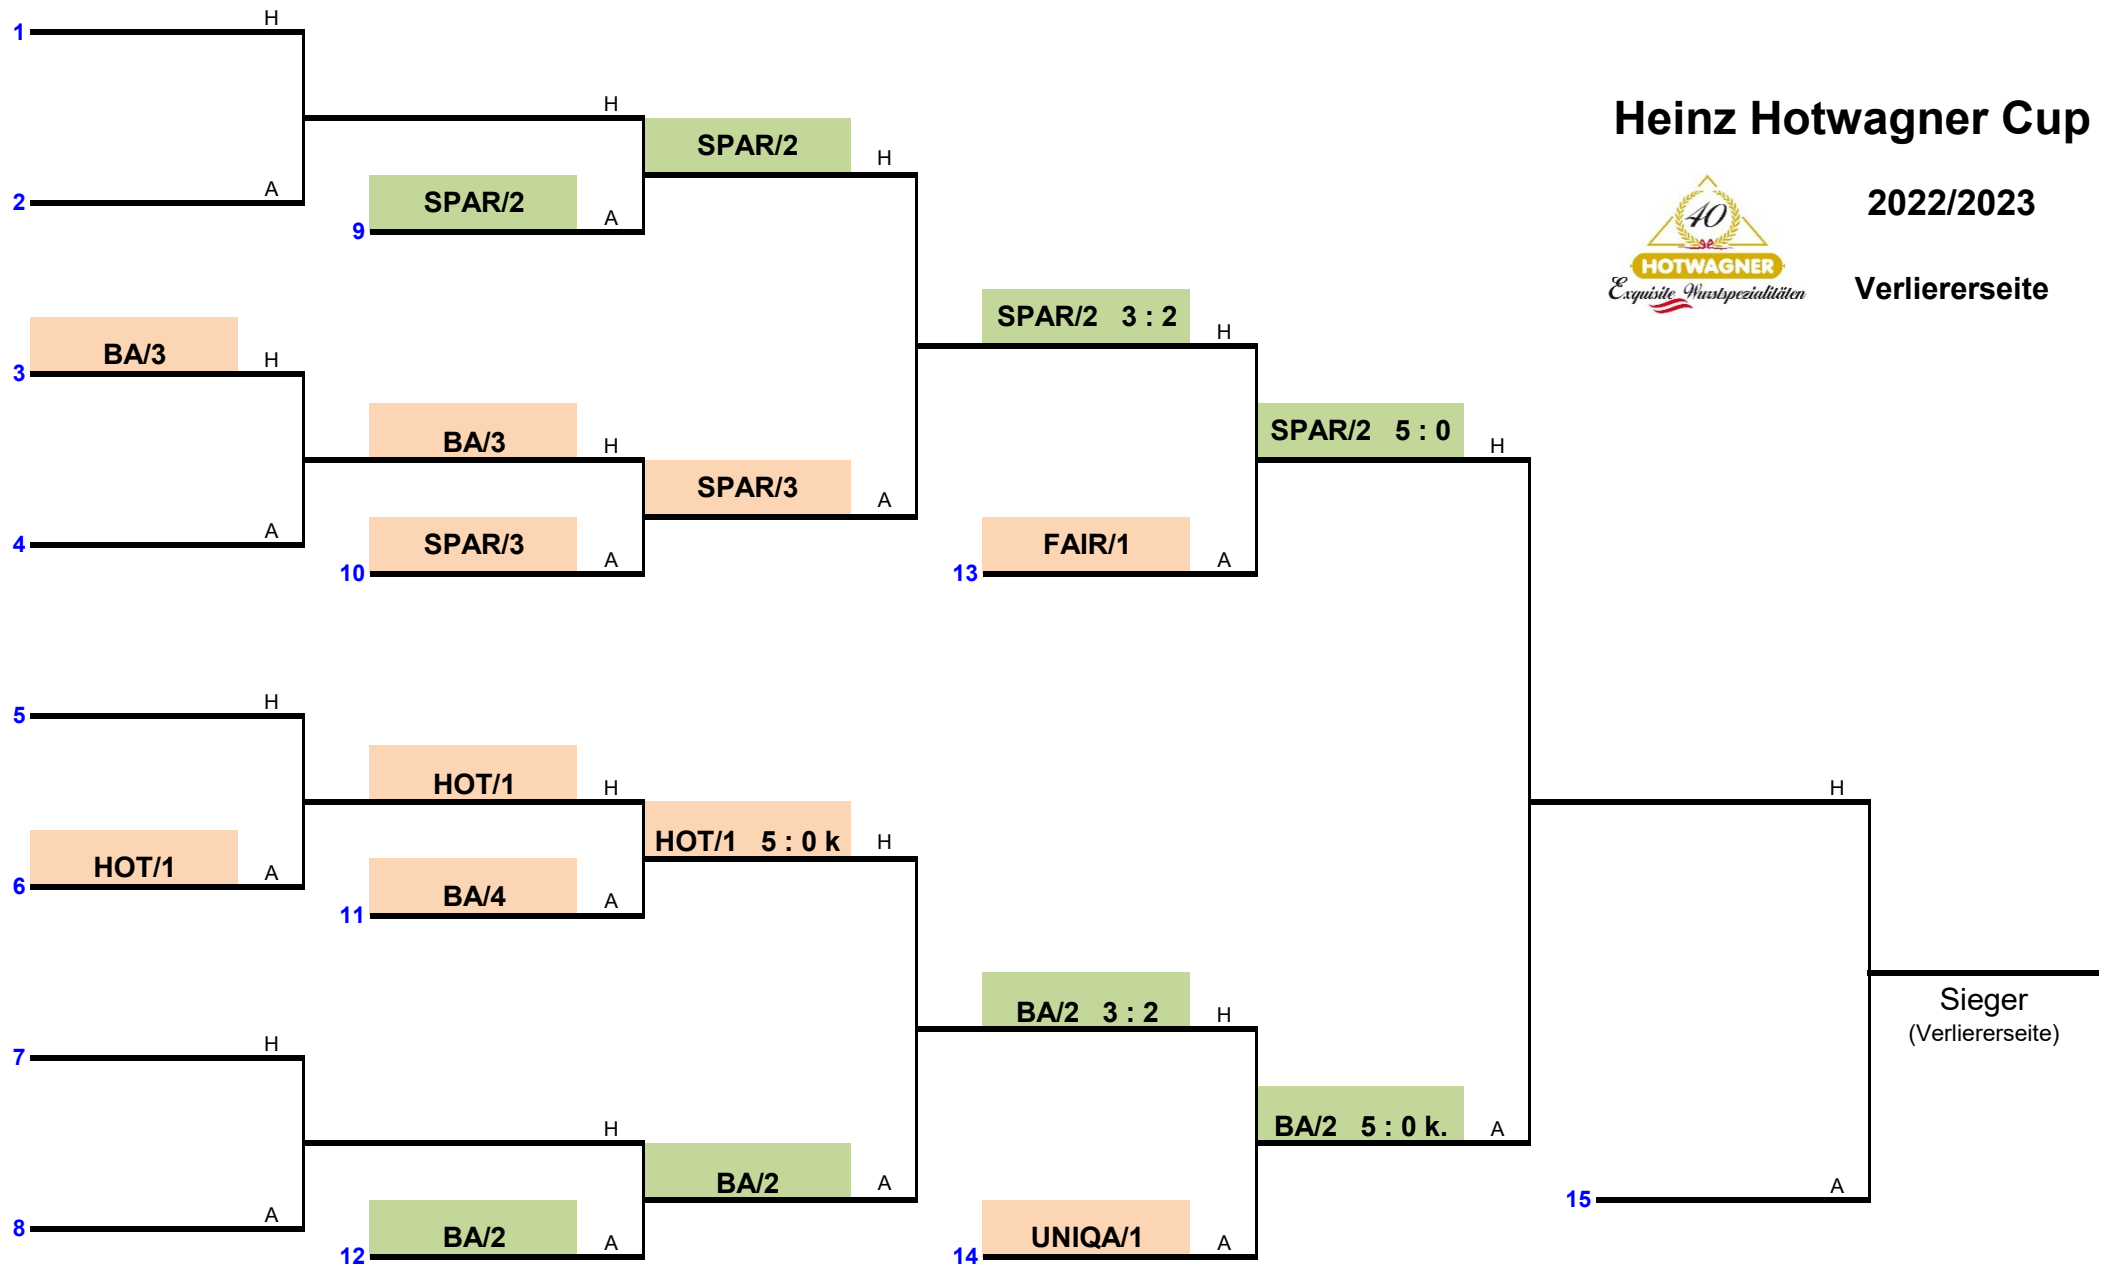 Heinz Hotwagner Cup
2022/2023
Verliererseite
40
HOTWAGNER
Exquisite Wurstspezialitäten
1
H
2
A
H
9
SPAR/2
A
SPAR/2
H
3
BA/3
H
4
A
BA/3
H
10
SPAR/3
A
SPAR/3
A
SPAR/2 3 : 2
H
13
FAIR/1
A
SPAR/2 5 : 0
H
5
H
6
HOT/1
A
HOT/1
H
11
BA/4
A
HOT/1 5 : 0 k
H
7
H
8
A
H
12
BA/2
A
BA/2
A
BA/2 3 : 2
H
14
UNIQA/1
A
BA/2 5 : 0 k.
A
H
15
A
Sieger
(Verliererseite)